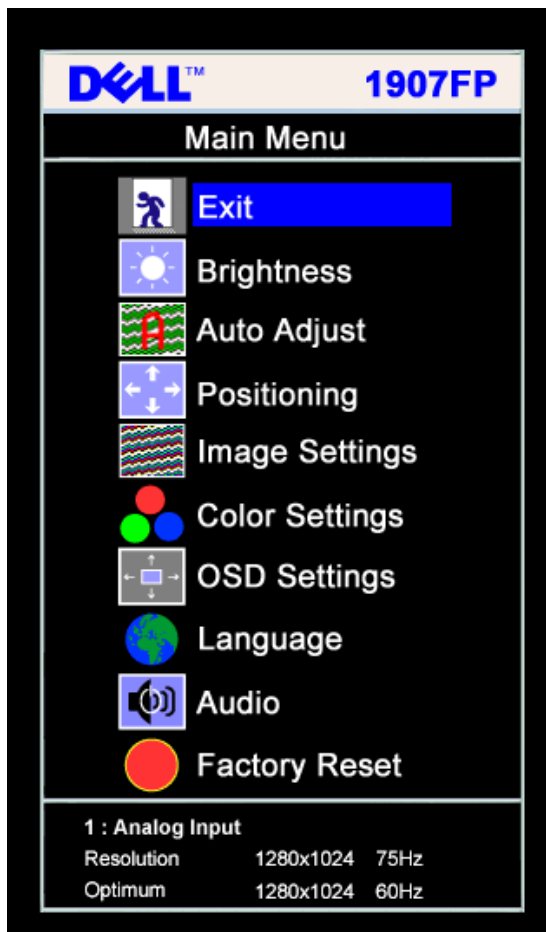 DELL™ 1907FP
Main Menu
Exit
Brightness
A
Auto Adjust
Positioning
Image Settings
Color Settings
OSD Settings
Language
Audio
Factory Reset
1 : Analog Input
Resolution 1280x1024 75Hz
Optimum 1280x1024 60Hz